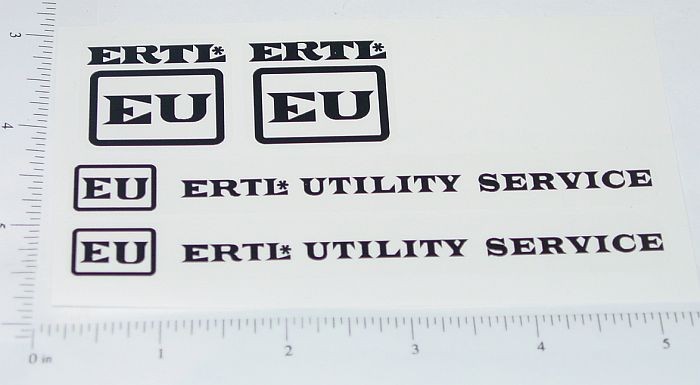 ERTL* ERTL*
EU EU
EU ERTL* UTILITY SERVICE
EU ERTL* UTILITY SERVICE
3
4
5
0 in 1 2 3 4 5